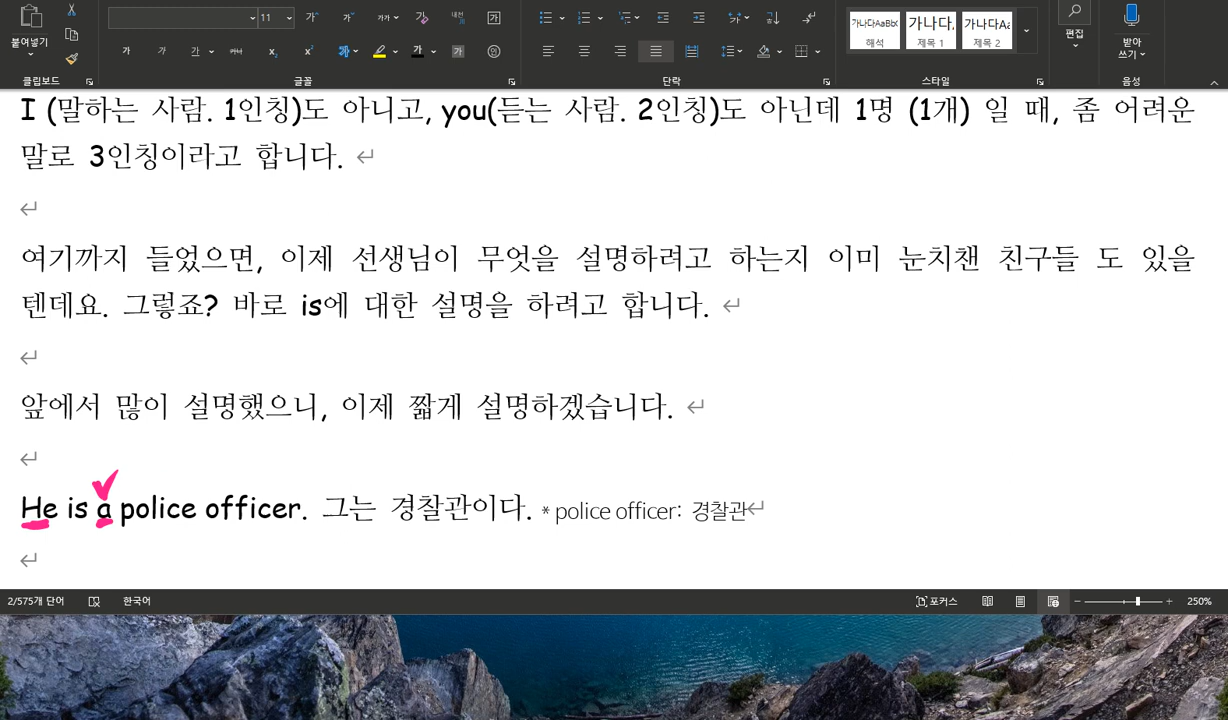 11
붙여넣기
클립보드
글꼴
단락
가나다AaBbC
해석
가나다,
제목 1
가나다Aa
제목 2
스타일
편집
받아
쓰기
음성
I (말하는 사람. 1인칭)도 아니고, you(듣는 사람. 2인칭)도 아닌데 1명 (1개) 일 때, 좀 어려운
말로 3인칭이라고 합니다.
여기까지 들었으면, 이제 선생님이 무엇을 설명하려고 하는지 이미 눈치챈 친구들 도 있을
텐데요. 그렇죠? 바로 is에 대한 설명을 하려고 합니다.
앞에서 많이 설명했으니, 이제 짧게 설명하겠습니다.
He is a police officer. 그는 경찰관이다. * police officer: 경찰관
2/575개 단어
한국어
포커스
250%